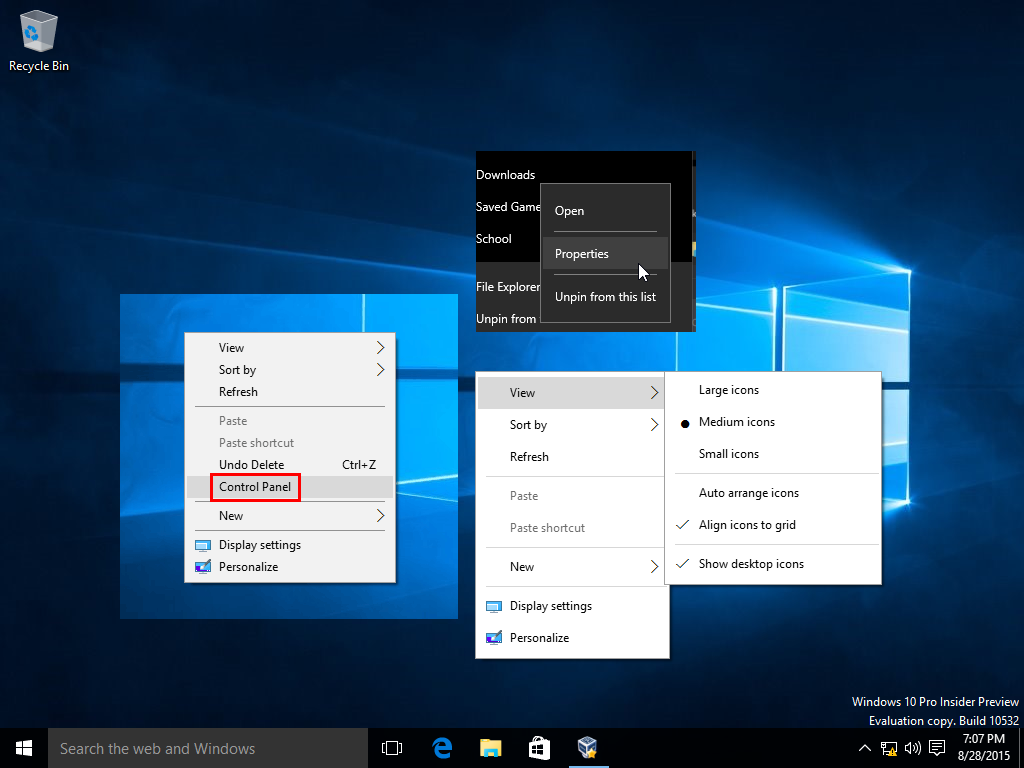 Recycle Bin
Downloads
Saved Game
School
File Explorer
Unpin from
Open
Properties
Unpin from this list
View
Sort by
Refresh
Paste
Paste shortcut
Undo Delete Ctrl+Z
Control Panel
New
Display settings
Personalize
View
Sort by
Refresh
Paste
Paste shortcut
New
Display settings
Personalize
Large icons
Medium icons
Small icons
Auto arrange icons
Align icons to grid
Show desktop icons
Windows 10 Pro Insider Preview
Evaluation copy. Build 10532
Search the web and Windows
7:07 PM
8/28/2015